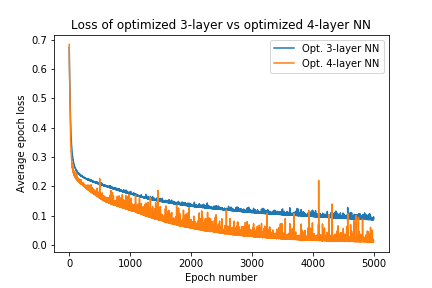 Loss of optimized 3-layer vs optimized 4-layer NN
Opt. 3-layer NN
Opt. 4-layer NN
Average epoch loss
0.7
0.6
0.5
0.4
0.3
0.2
0.1
0.0
0
1000
2000
3000
4000
5000
Epoch number